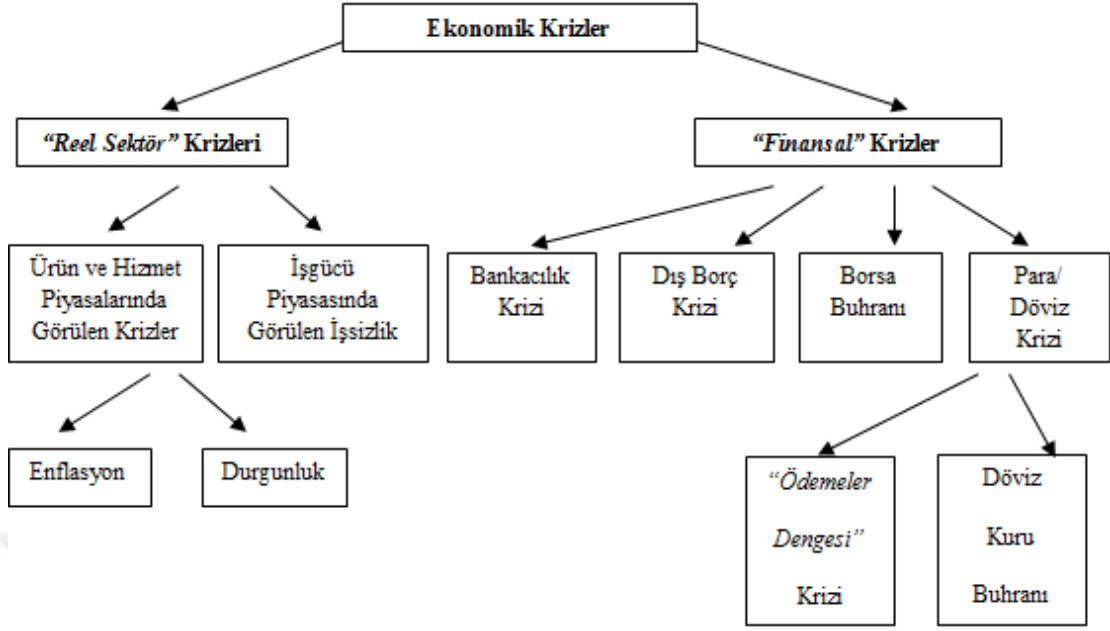 Ekonomik Krizler
“Reel Sektör” Krizleri
“Finansal” Krizler
Ürün ve Hizmet
Piyasalarında
Görülen Krizler
İşgücü
Piyasasında
Görülen İşsizlik
Bankacılık
Krizi
Dış Borç
Krizi
Borsa
Buhranı
Para/
Döviz
Krizi
Enflasyon
Durgunluk
“Ödemeler
Dengesi”
Krizi
Döviz
Kuru
Buhranı